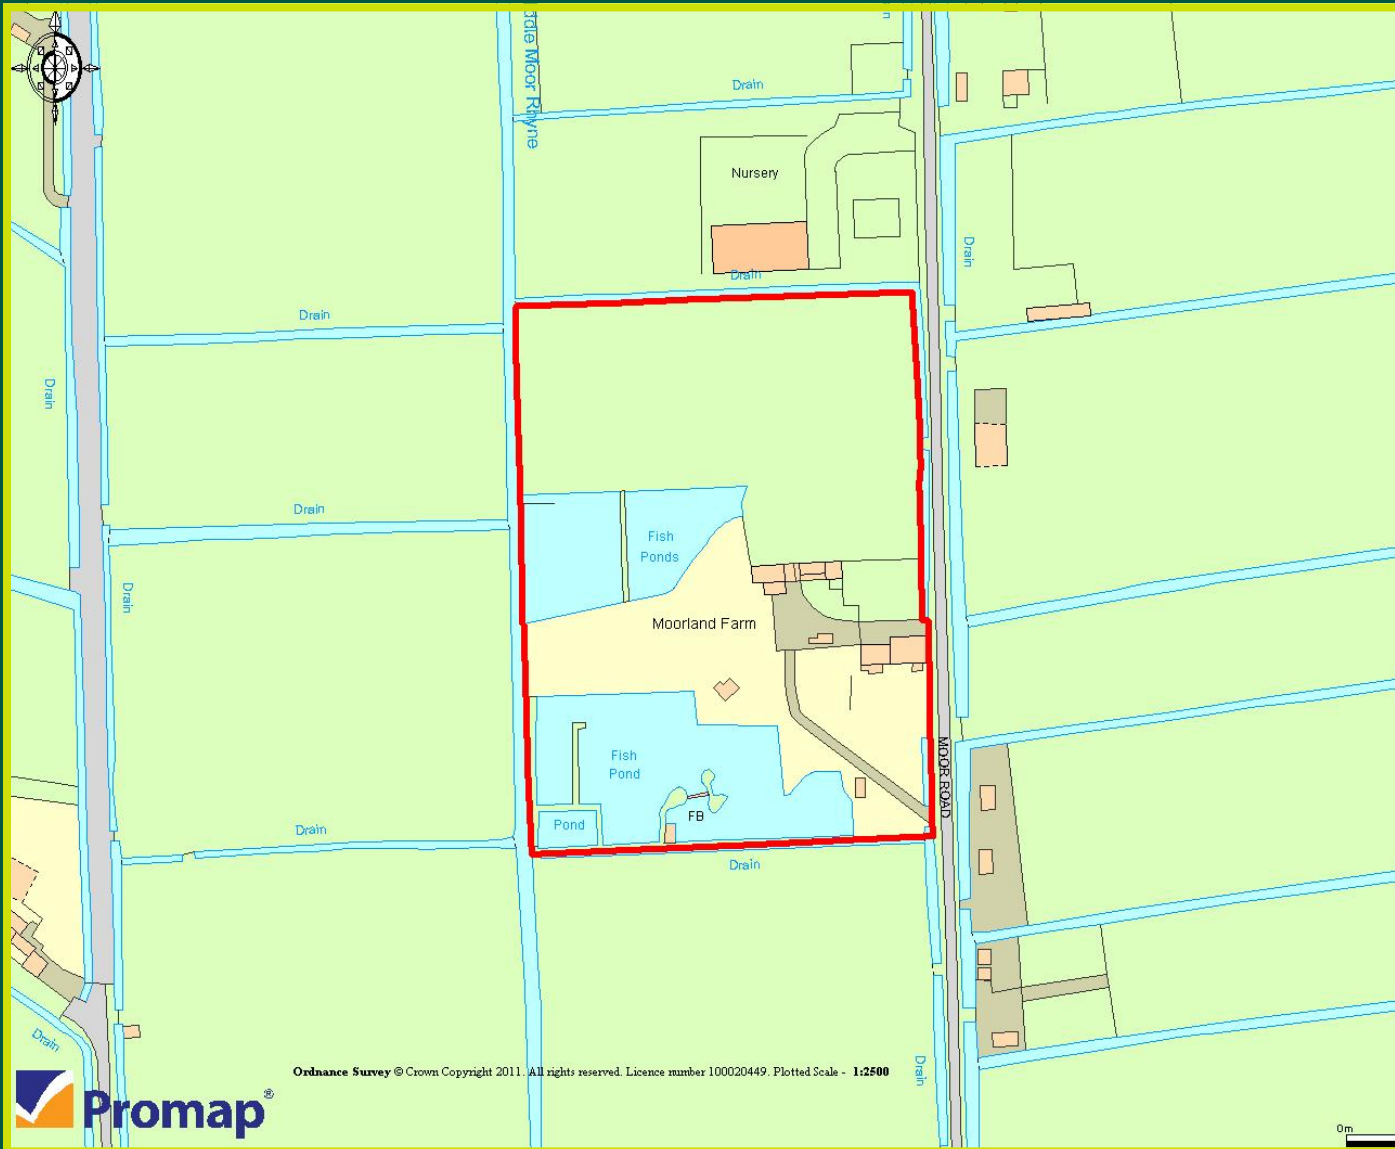 ddle Moor Rhyne
Drain
Nursery
Drain
Drain
Drain
Drain
Drain
Fish
Ponds
Drain
Moorland Farm
Fish
Pond
MOOR ROAD
FB
Pond
Drain
Drain
Drain
Drain
Ordnance Survey © Crown Copyright 2011. All rights reserved. Licence number 100020449. Plotted Scale - 1:2500
Promap®
0m